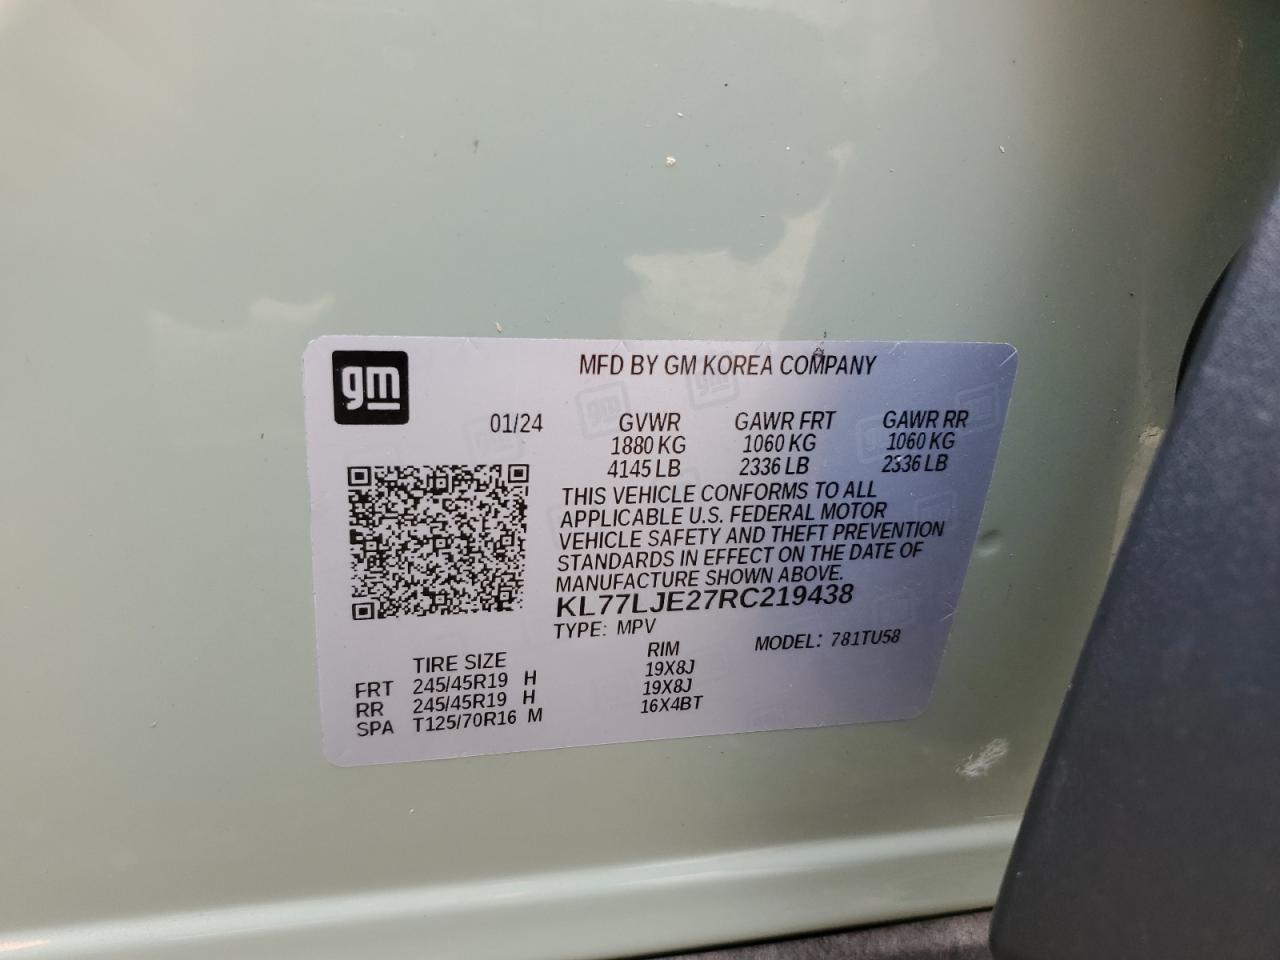 gm
MFD BY GM KOREA COMPANY
01/24 GVWR GAWR FRT GAWR RR
1880 KG 1060 KG 1060 KG
4145 LB 2336 LB 2336 LB
THIS VEHICLE CONFORMS TO ALL
APPLICABLE U.S. FEDERAL MOTOR
VEHICLE SAFETY AND THEFT PREVENTION
STANDARDS IN EFFECT ON THE DATE OF
MANUFACTURE SHOWN ABOVE.
KL77LJE27RC219438
TYPE: MPV MODEL: 781TU58
TIRE SIZE RIM
FRT 245/45R19 H 19X8J
RR 245/45R19 H 19X8J
SPA T125/70R16 M 16X4BT